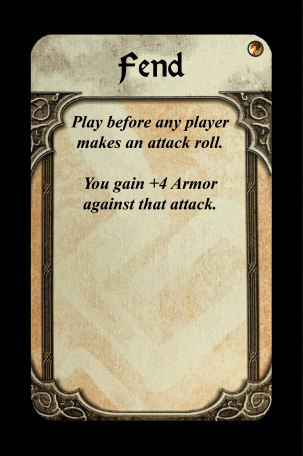 Fend
Play before any player
makes an attack roll.
You gain +4 Armor
against that attack.